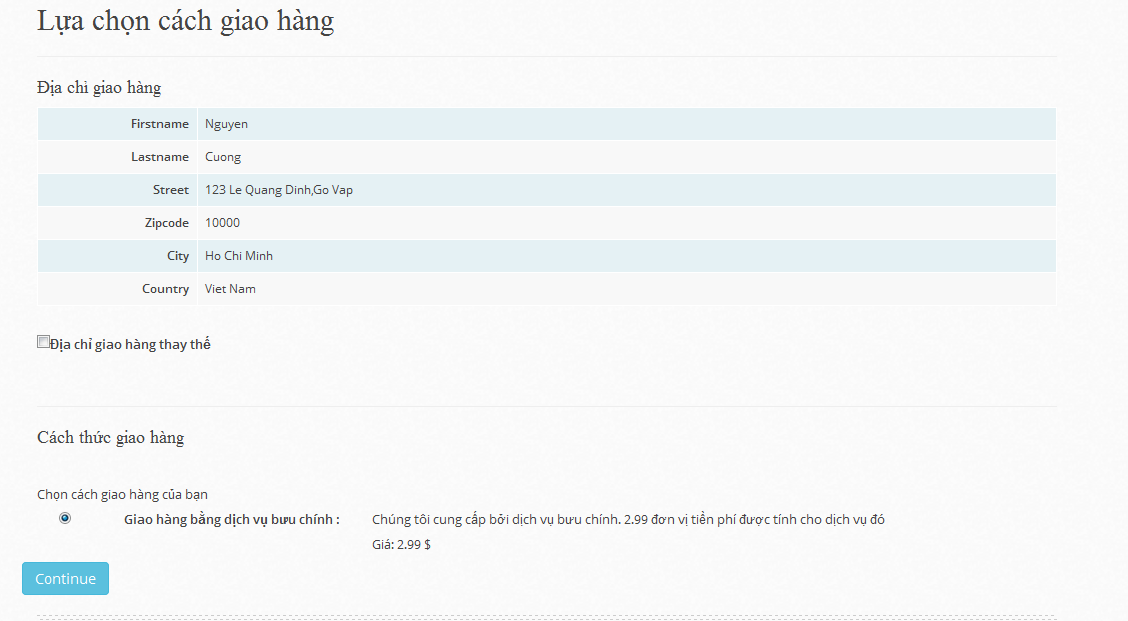 Lựa chọn cách giao hàng
Địa chỉ giao hàng
Firstname Nguyen
Lastname Cuong
Street 123 Le Quang Dinh,Go Vap
Zipcode 10000
City Ho Chi Minh
Country Viet Nam
Địa chỉ giao hàng thay thế
Cách thức giao hàng
Chọn cách giao hàng của bạn
Giao hàng bằng dịch vụ bưu chính : Chúng tôi cung cấp bởi dịch vụ bưu chính. 2.99 đơn vị tiền phí được tính cho dịch vụ đó
Giá: 2.99 $
Continue